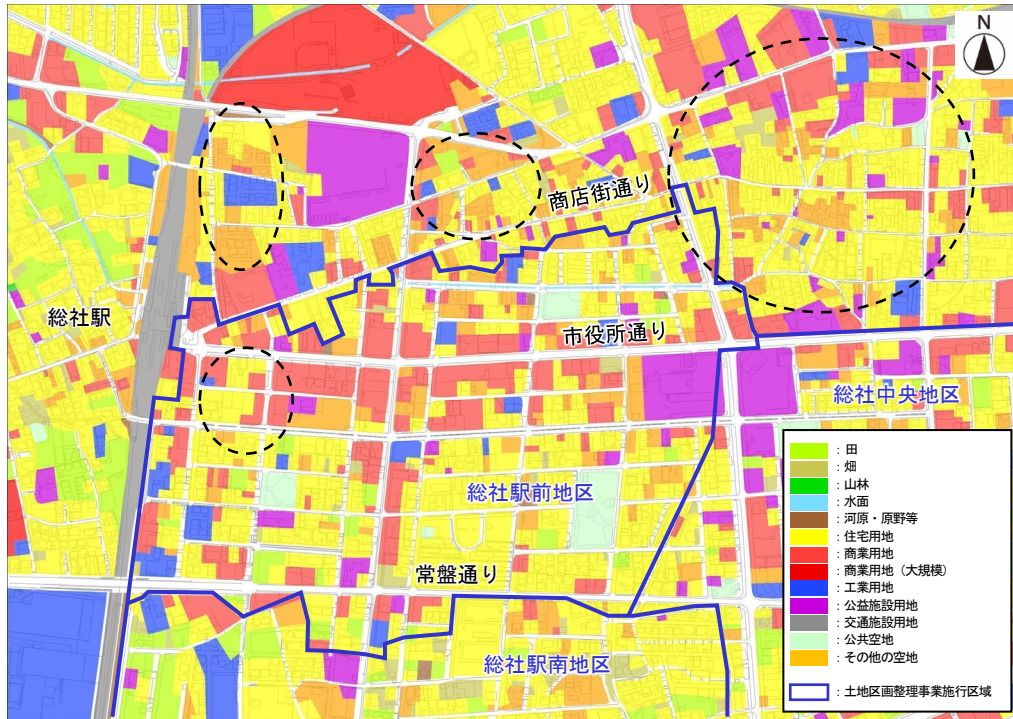 N
商店街通り
総社駅
市役所通り
総社中央地区
総社駅前地区
常盤通り
総社駅南地区
：田
：畑
：山林
：水面
：河原・原野等
：住宅用地
：商業用地
：商業用地（大規模）
：工業用地
：公益施設用地
：交通施設用地
：公共空地
：その他の空地
：土地区画整理事業施行区域